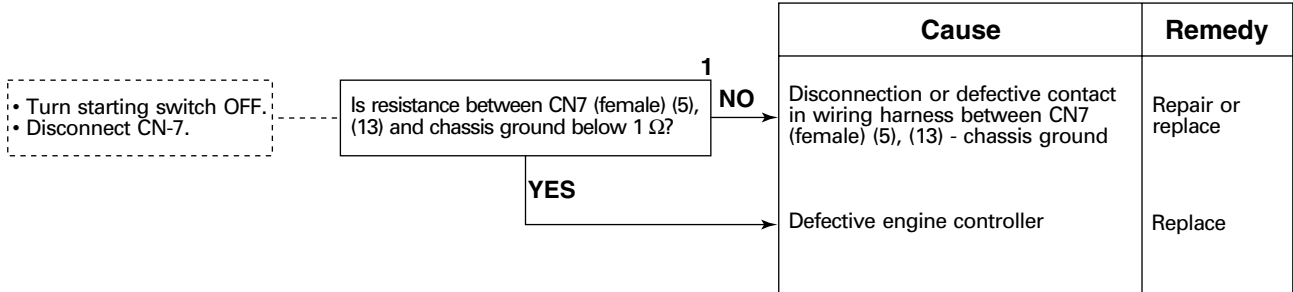 Cause
Remedy
1
• Turn starting switch OFF.
• Disconnect CN-7.
Is resistance between CN7 (female) (5),
(13) and chassis ground below 1 Ω?
NO
Disconnection or defective contact
in wiring harness between CN7
(female) (5), (13) - chassis ground
Repair or
replace
YES
Defective engine controller
Replace